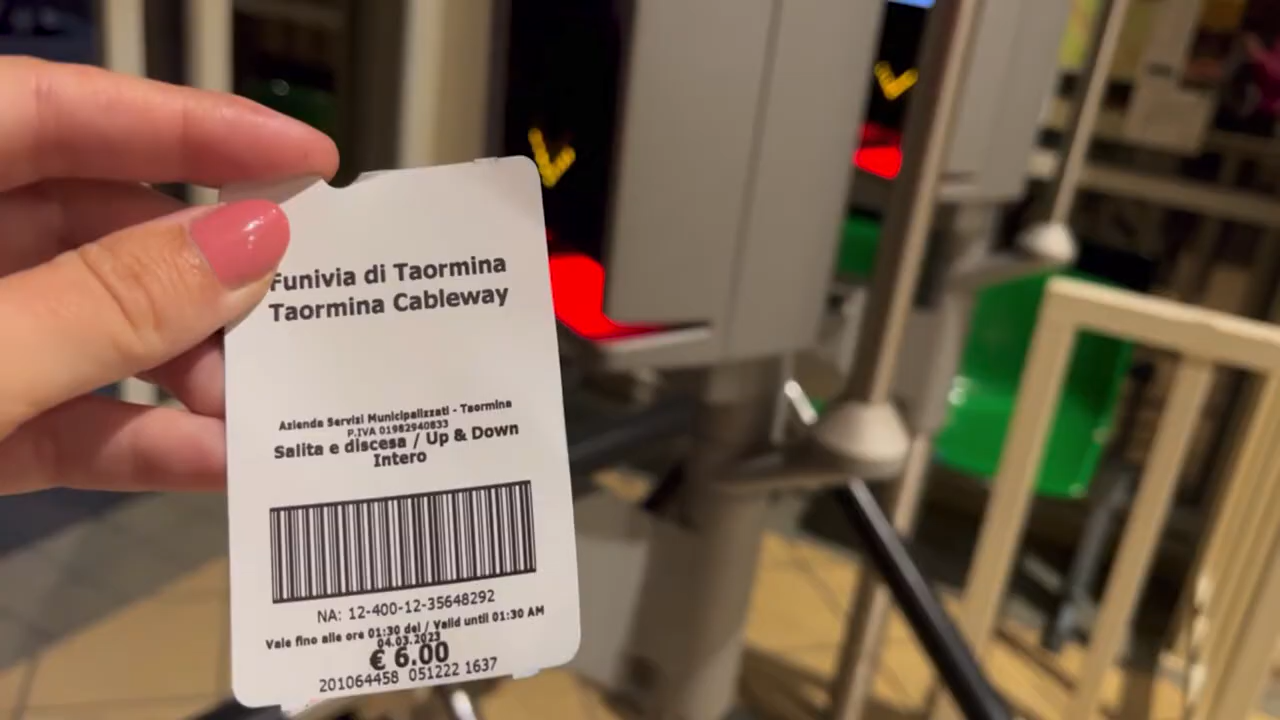 Funivia di Taormina
Taormina Cableway
Azienda Servizi Municipalizzati - Taormina
P.IVA 01982940833
Salita e discesa / Up & Down
Intero
NA: 12-400-12-35648292
Vale fino alle ore 01:30 del / Valid until 01:30 AM
04.03.2023
€ 6.00
201064458 051222 1637